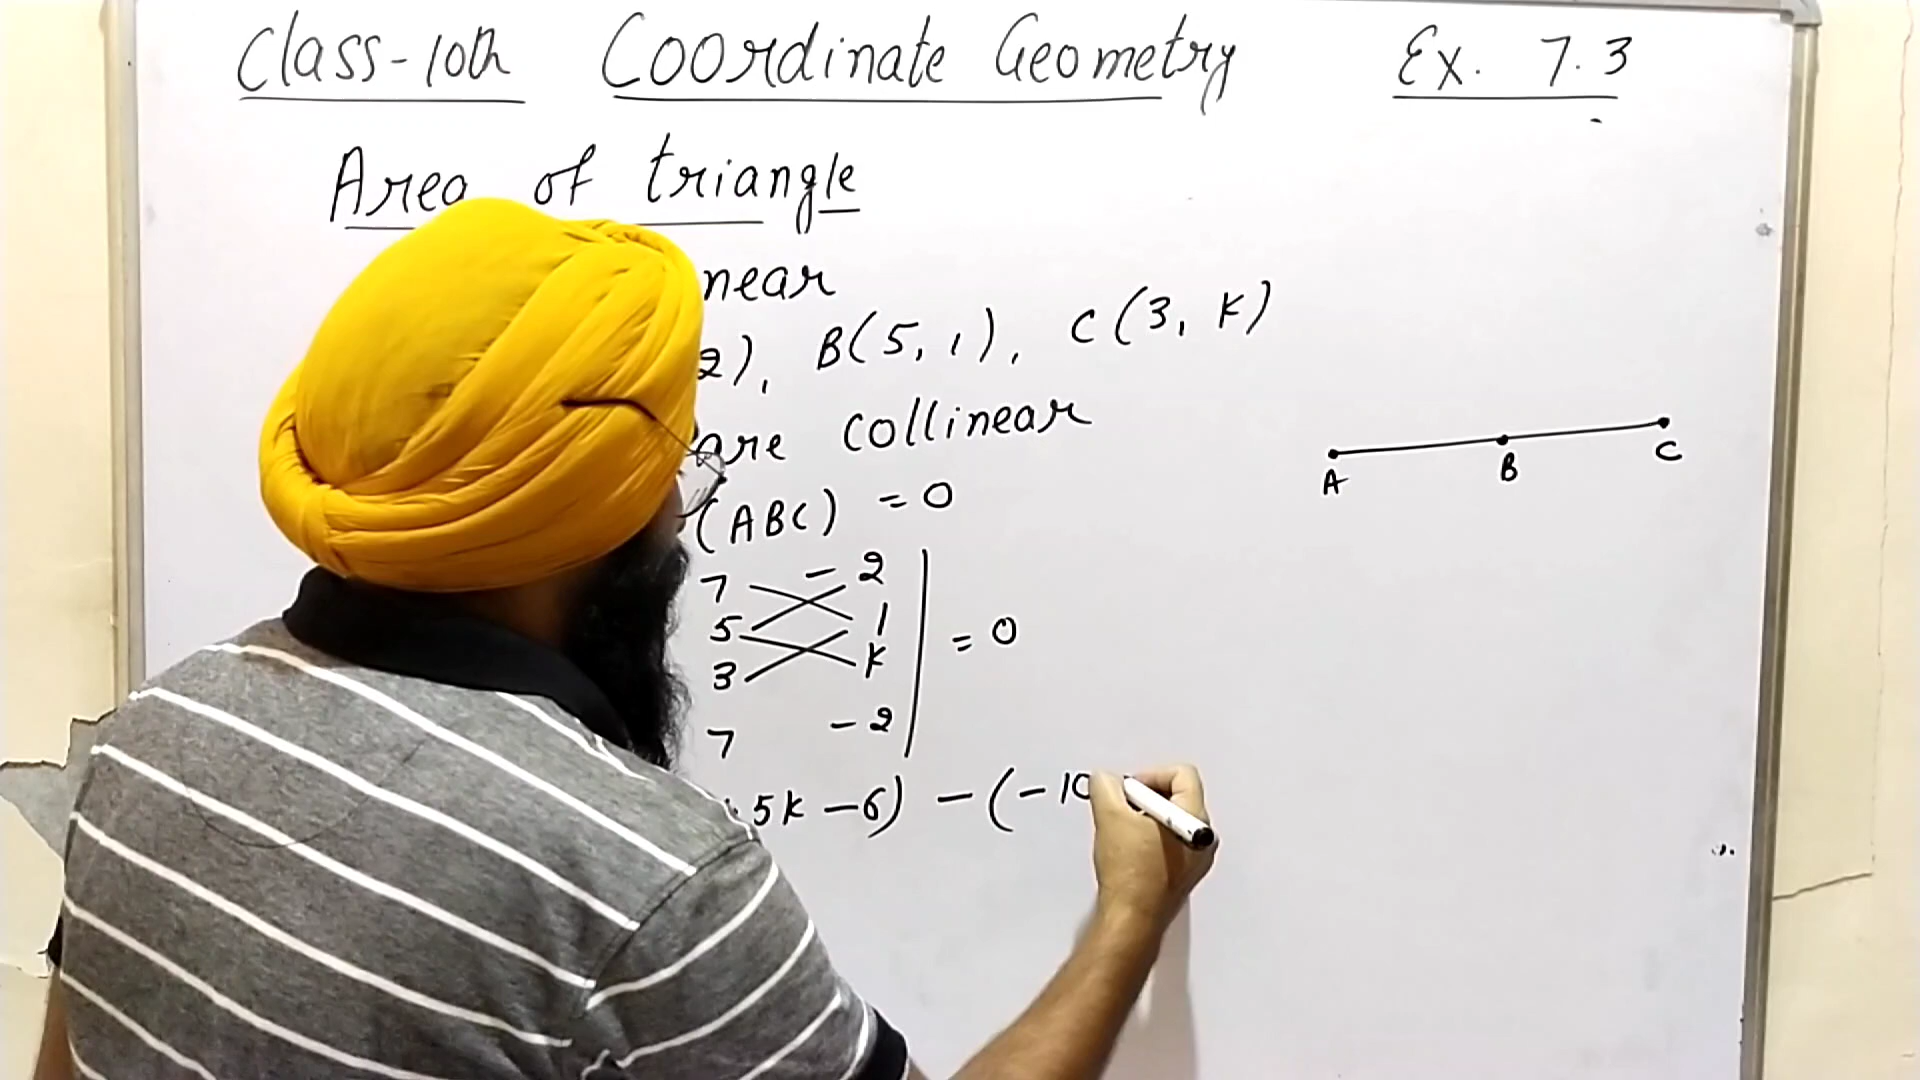 Class-10th Coordinate Geometry Ex. 7.3
Area of triangle
near
2), B(5, 1), C(3, K)
are collinear
(ABC) = 0
7 -2
5 1
3 K = 0
7 -2
5K - 6) - (-10
A B C